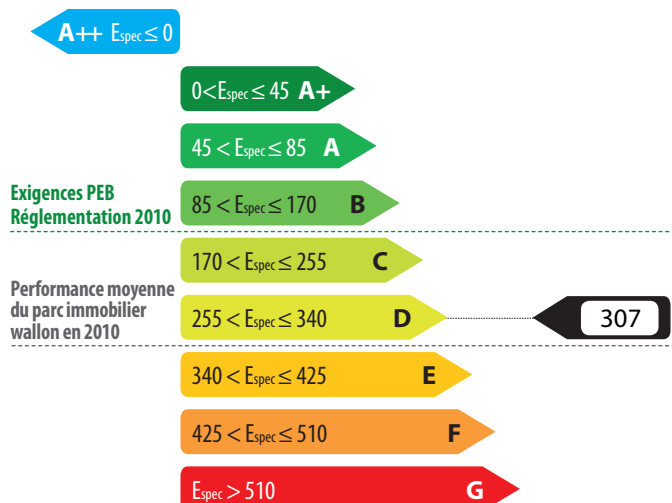 A++ Espec ≤ 0
0<Espec ≤ 45 A+
45 < Espec ≤ 85 A
Exigences PEB
Réglementation 2010
85 < Espec ≤ 170 B
170 < Espec ≤ 255 C
Performance moyenne
du parc immobilier
wallon en 2010
255 < Espec ≤ 340 D
307
340 < Espec ≤ 425 E
425 < Espec ≤ 510 F
Espec > 510 G